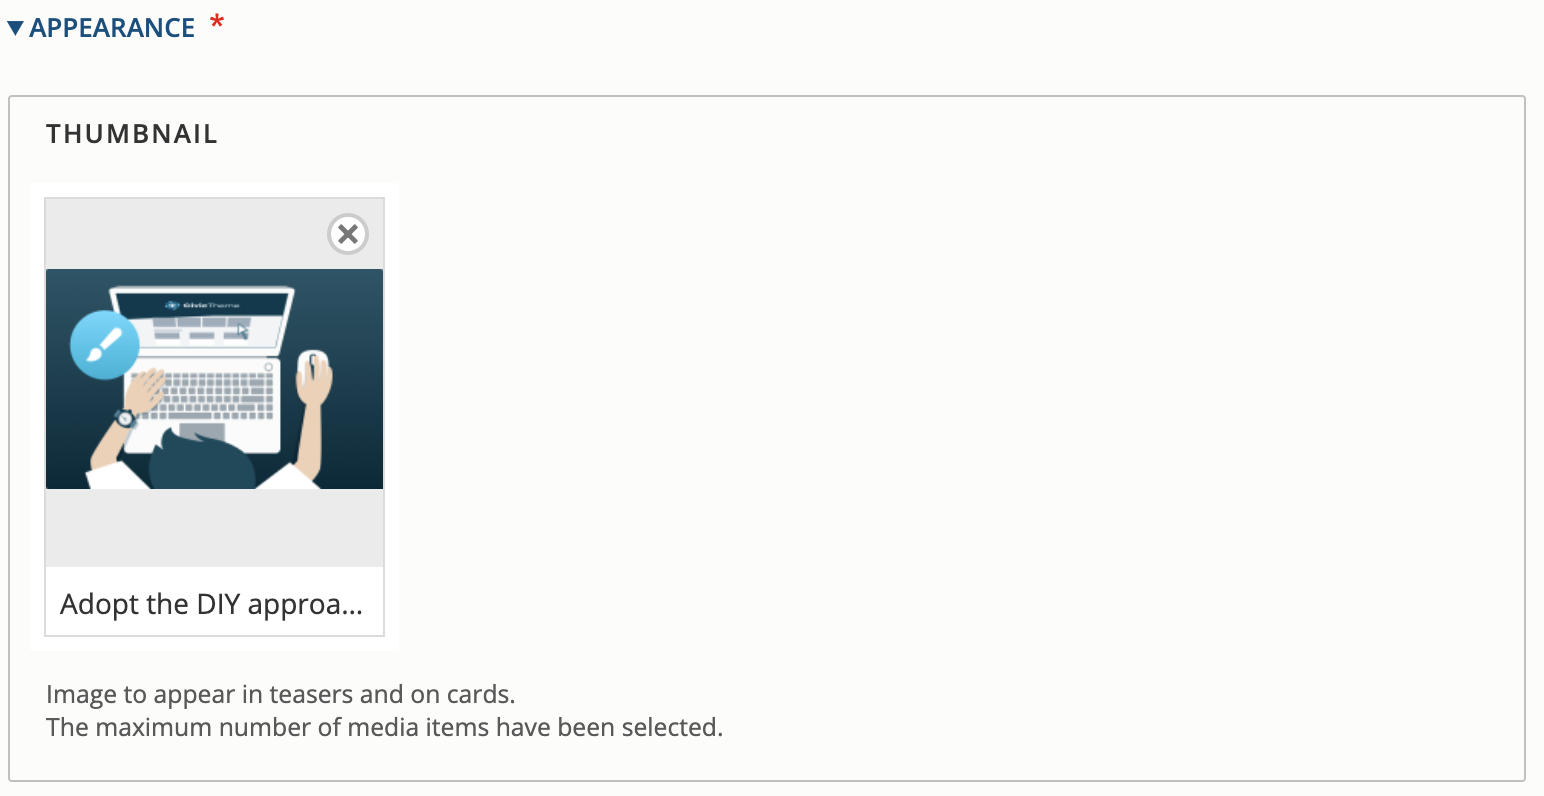 APPEARANCE *
THUMBNAIL
GovieTheme
Adopt the DIY approa...
Image to appear in teasers and on cards.
The maximum number of media items have been selected.